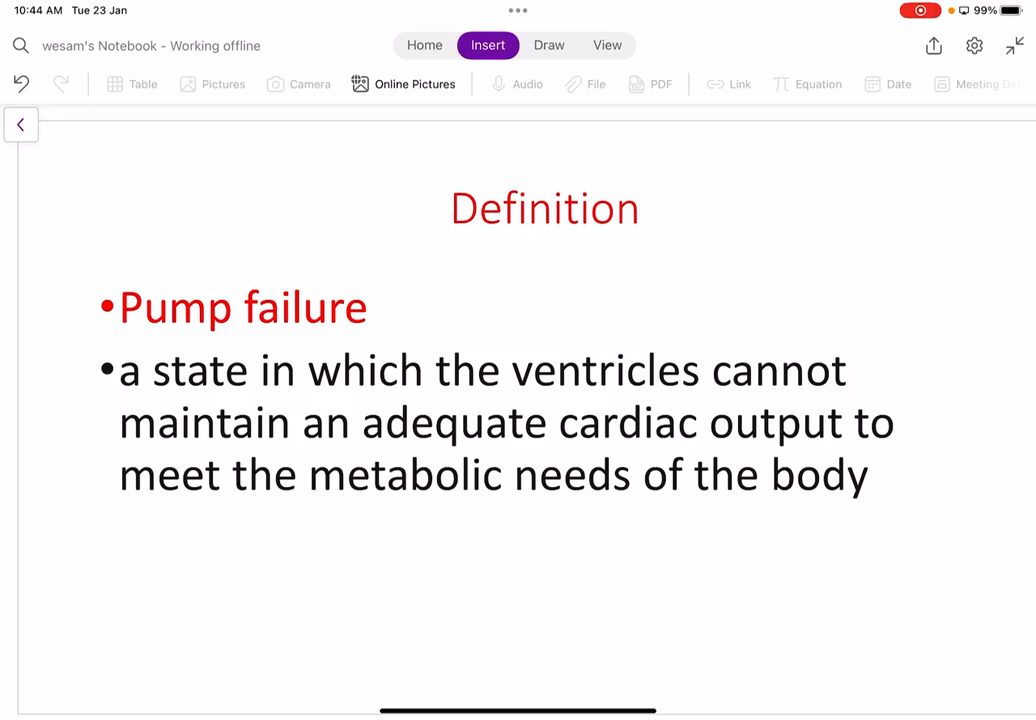 10:44 AM Tue 23 Jan
99%
wesam's Notebook - Working offline
Home Insert Draw View
Table Pictures Camera Online Pictures Audio File PDF Link Equation Date Meeting
Definition
•Pump failure
•a state in which the ventricles cannot
maintain an adequate cardiac output to
meet the metabolic needs of the body